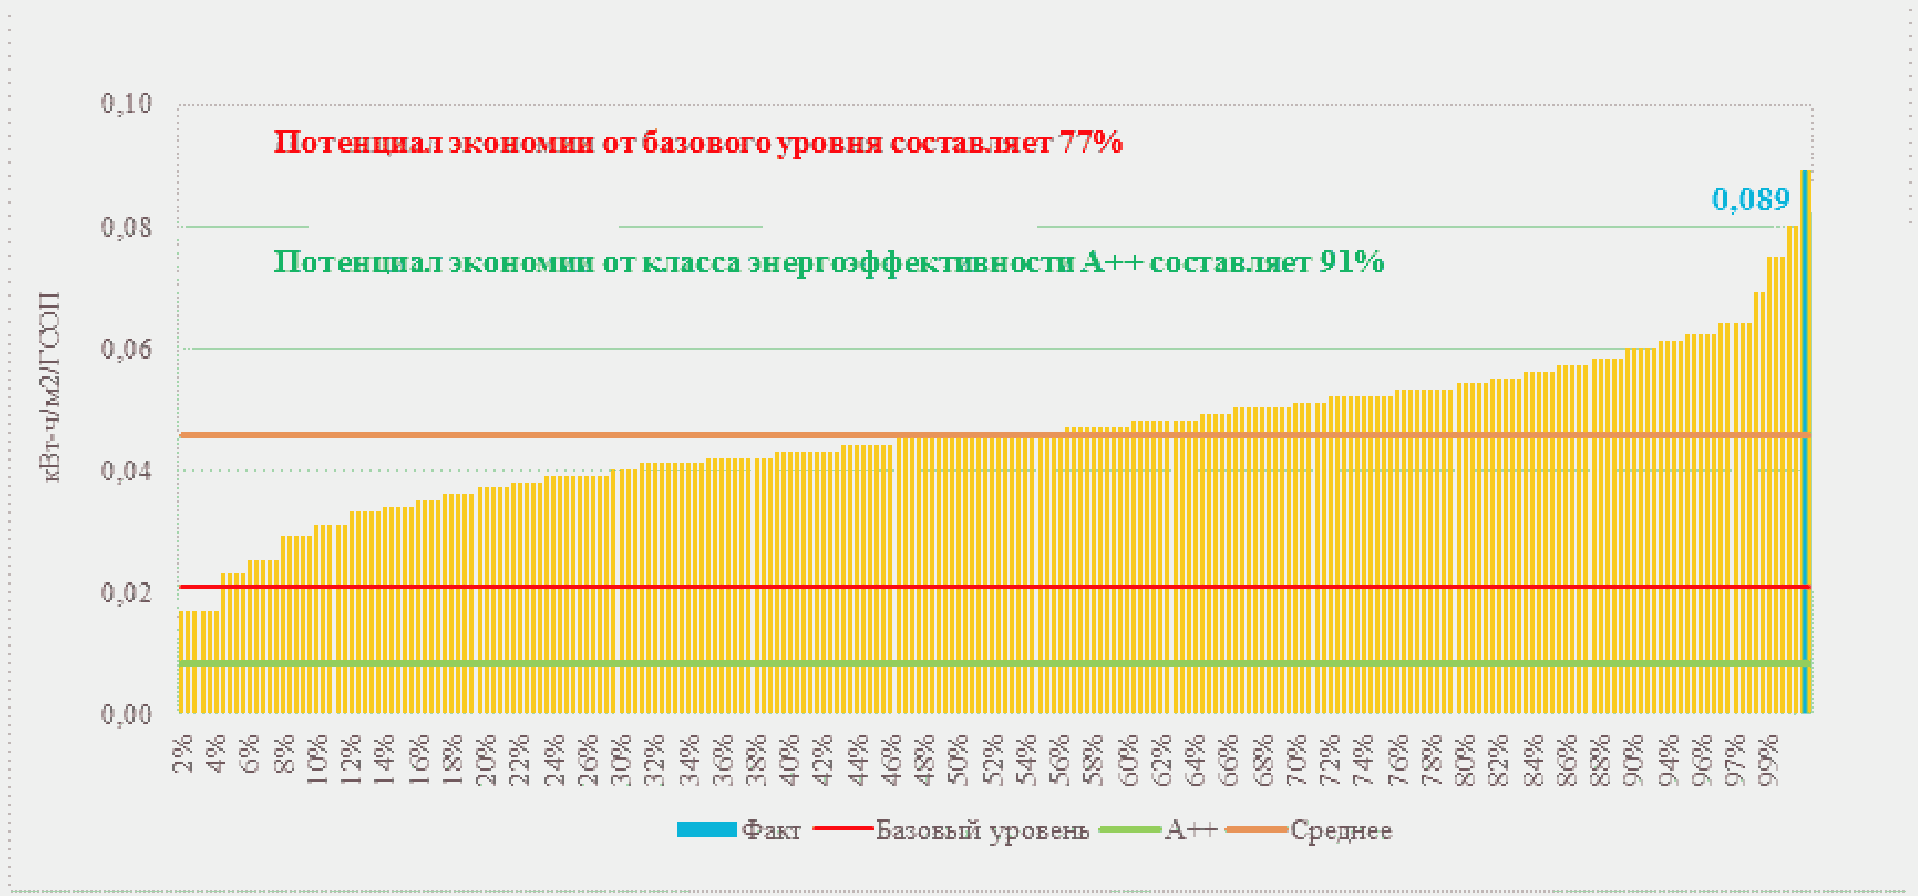 0,10
Потенциал экономии от базового уровня составляет 77%
0,089
0,08
Потенциал экономии от класса энергоэффективности А++ составляет 91%
0,06
кВт-ч/м2/ГСОП
0,04
0,02
0,00
2% 4% 6% 8% 10% 12% 14% 16% 18% 20% 22% 24% 26% 30% 32% 34% 36% 38% 40% 42% 44% 46% 48% 50% 52% 54% 56% 58% 60% 62% 64% 66% 68% 70% 72% 74% 76% 78% 80% 82% 84% 86% 88% 90% 94% 96% 97% 99%
Факт Базовый уровень А++ Среднее